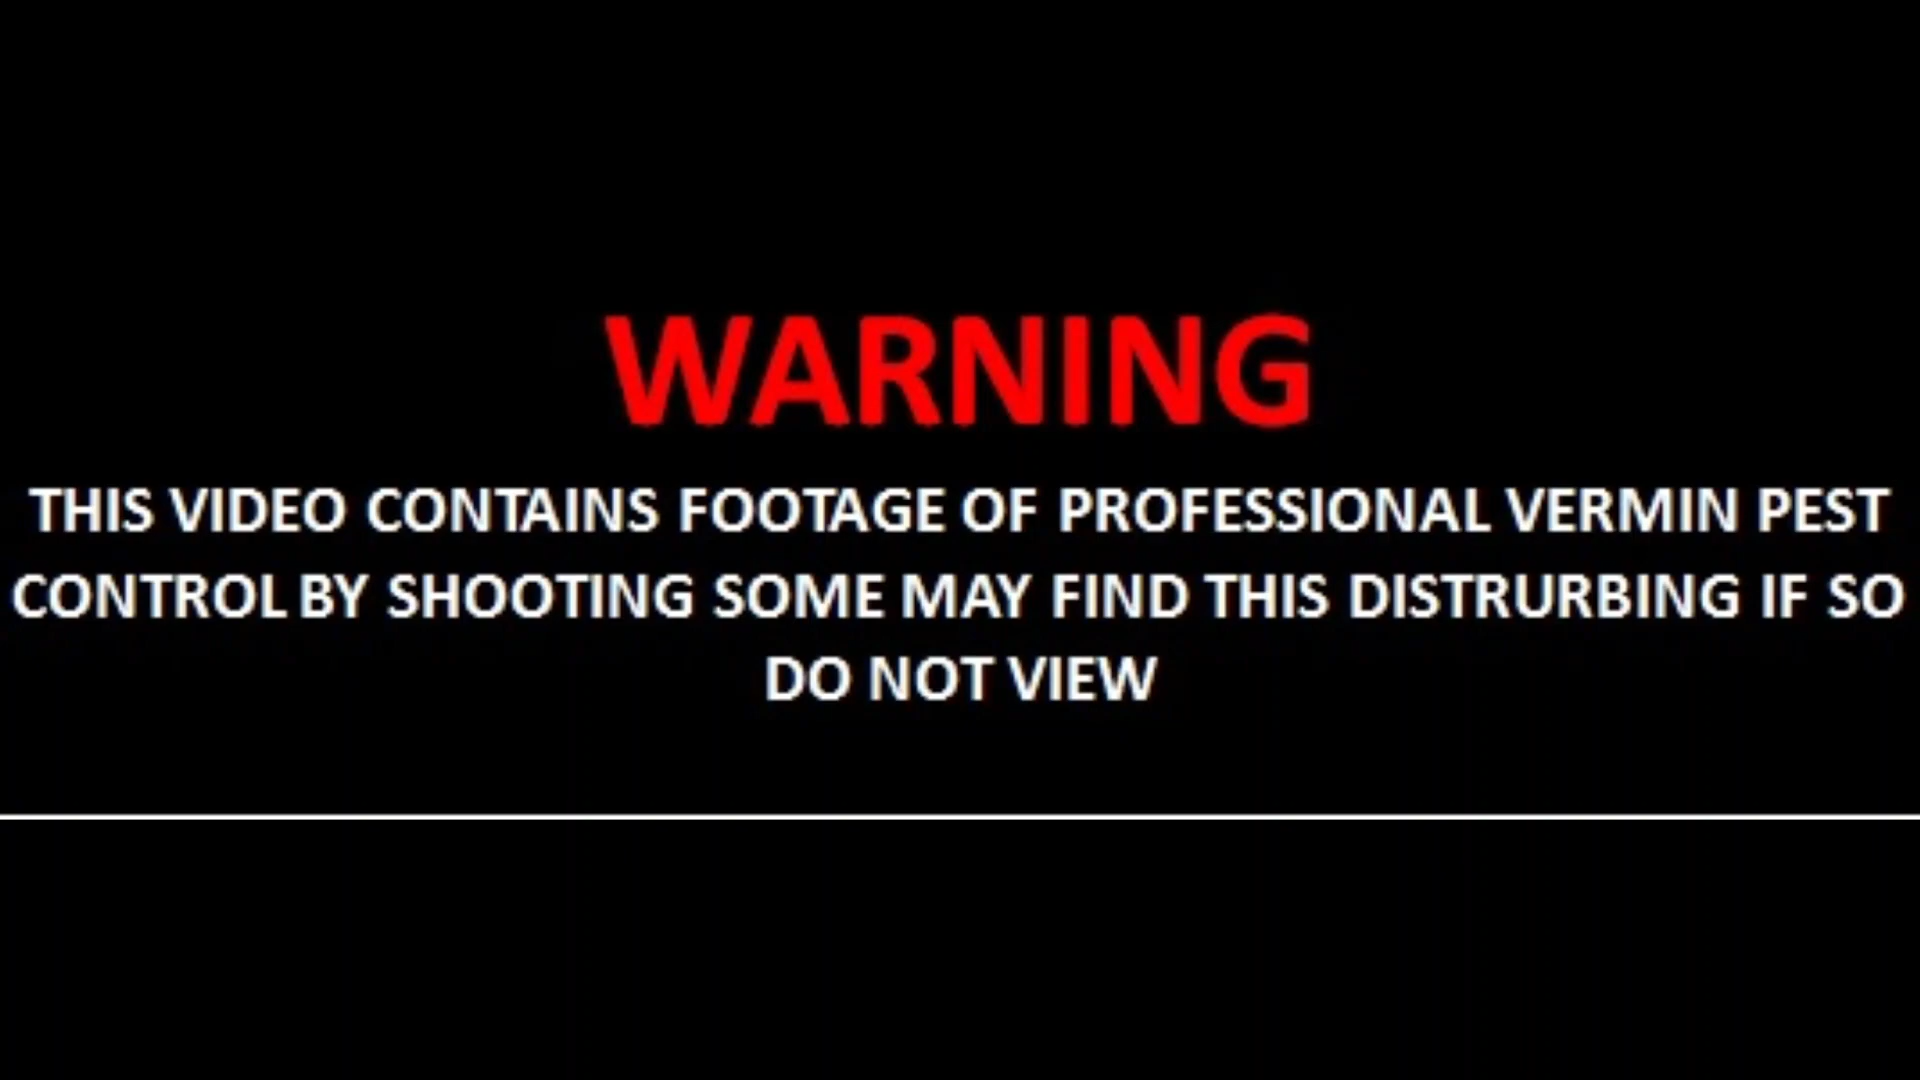 WARNING
THIS VIDEO CONTAINS FOOTAGE OF PROFESSIONAL VERMIN PEST
CONTROL BY SHOOTING SOME MAY FIND THIS DISTRURBING IF SO
DO NOT VIEW